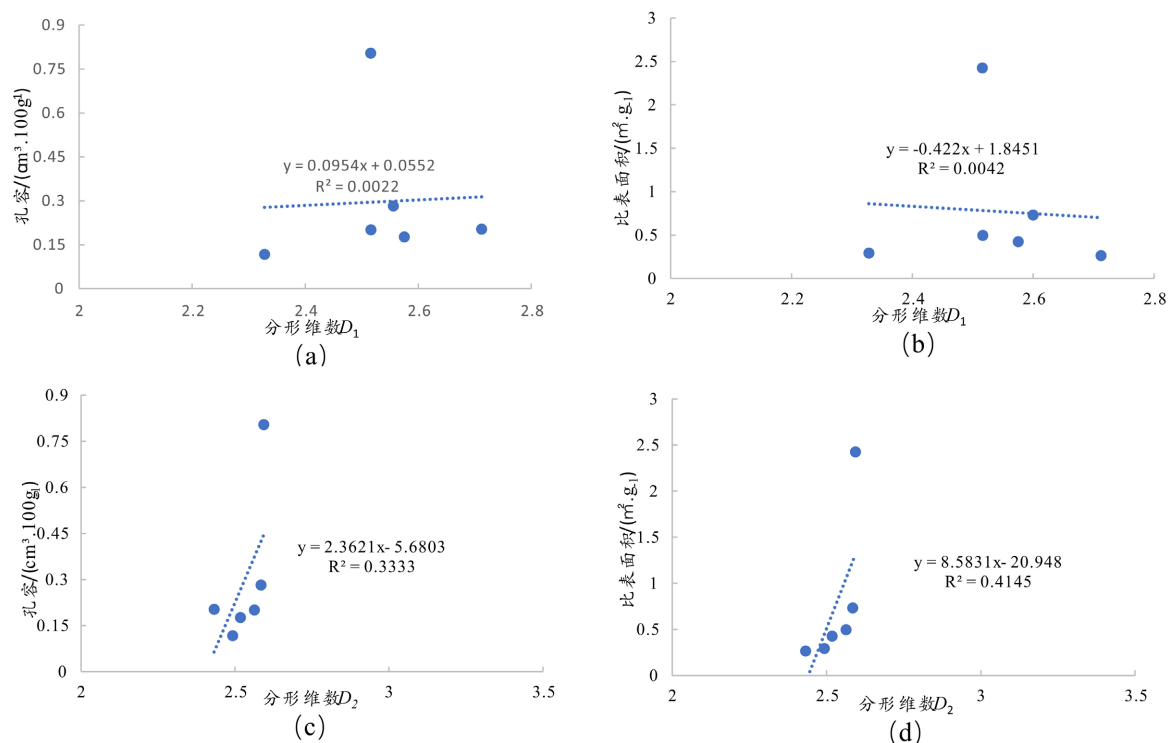 0.9
0.75
0.6
0.45
0.3
0.15
0
2
2.2
2.4
2.6
2.8
孔容/(cm³.100g¹)
y = 0.0954x + 0.0552
R² = 0.0022
分形维数D₁
(a)
3
2.5
2
1.5
1
0.5
0
2
2.2
2.4
2.6
2.8
比表面积/(m².g₁)
y = -0.422x + 1.8451
R² = 0.0042
分形维数D₁
(b)
0.9
0.75
0.6
0.45
0.3
0.15
0
2
2.5
3
3.5
孔容/(cm³.100g₁)
y = 2.3621x- 5.6803
R² = 0.3333
分形维数D₂
(c)
3
2.5
2
1.5
1
0.5
0
2
2.5
3
3.5
比表面积/(m².g₁)
y = 8.5831x- 20.948
R² = 0.4145
分形维数D₂
(d)